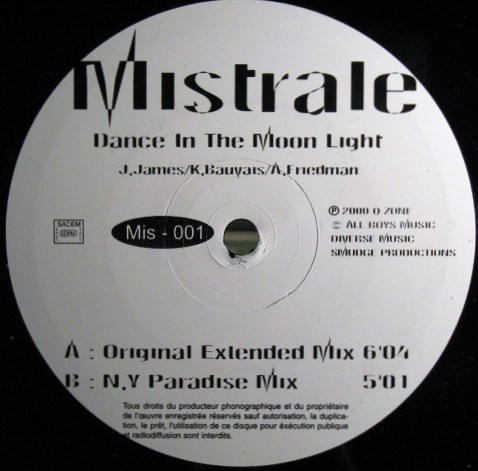 Mistrale
Dance In The Moon Light
J.James/K.Bauvais/A.Friedman
SACEM
Mis - 001
℗ 2000 Q ZONE
© All Boys Music
Diverse Music
Smudge Productions
A : Original Extended Mix 6'04
B : N.Y Paradise Mix 5'01
Tous droits du producteur phonographique et du propriétaire
de l'œuvre enregistrée réservés sauf autorisation, la duplica-
tion, le prêt, l'utilisation de ce disque pour éxécution publique
et radiodiffusion sont interdits.